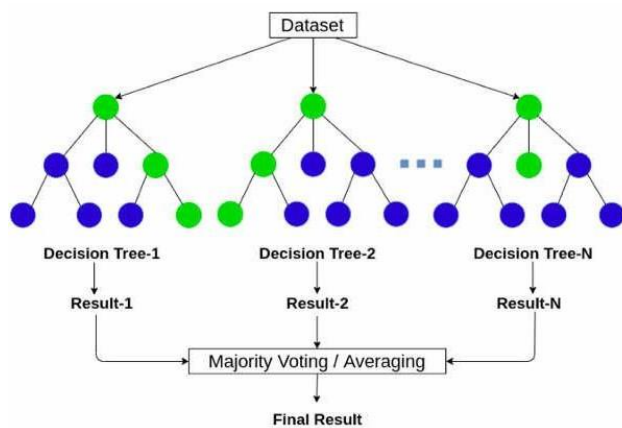 Dataset
Decision Tree-1
Decision Tree-2
Decision Tree-N
Result-1
Result-2
Result-N
Majority Voting / Averaging
Final Result